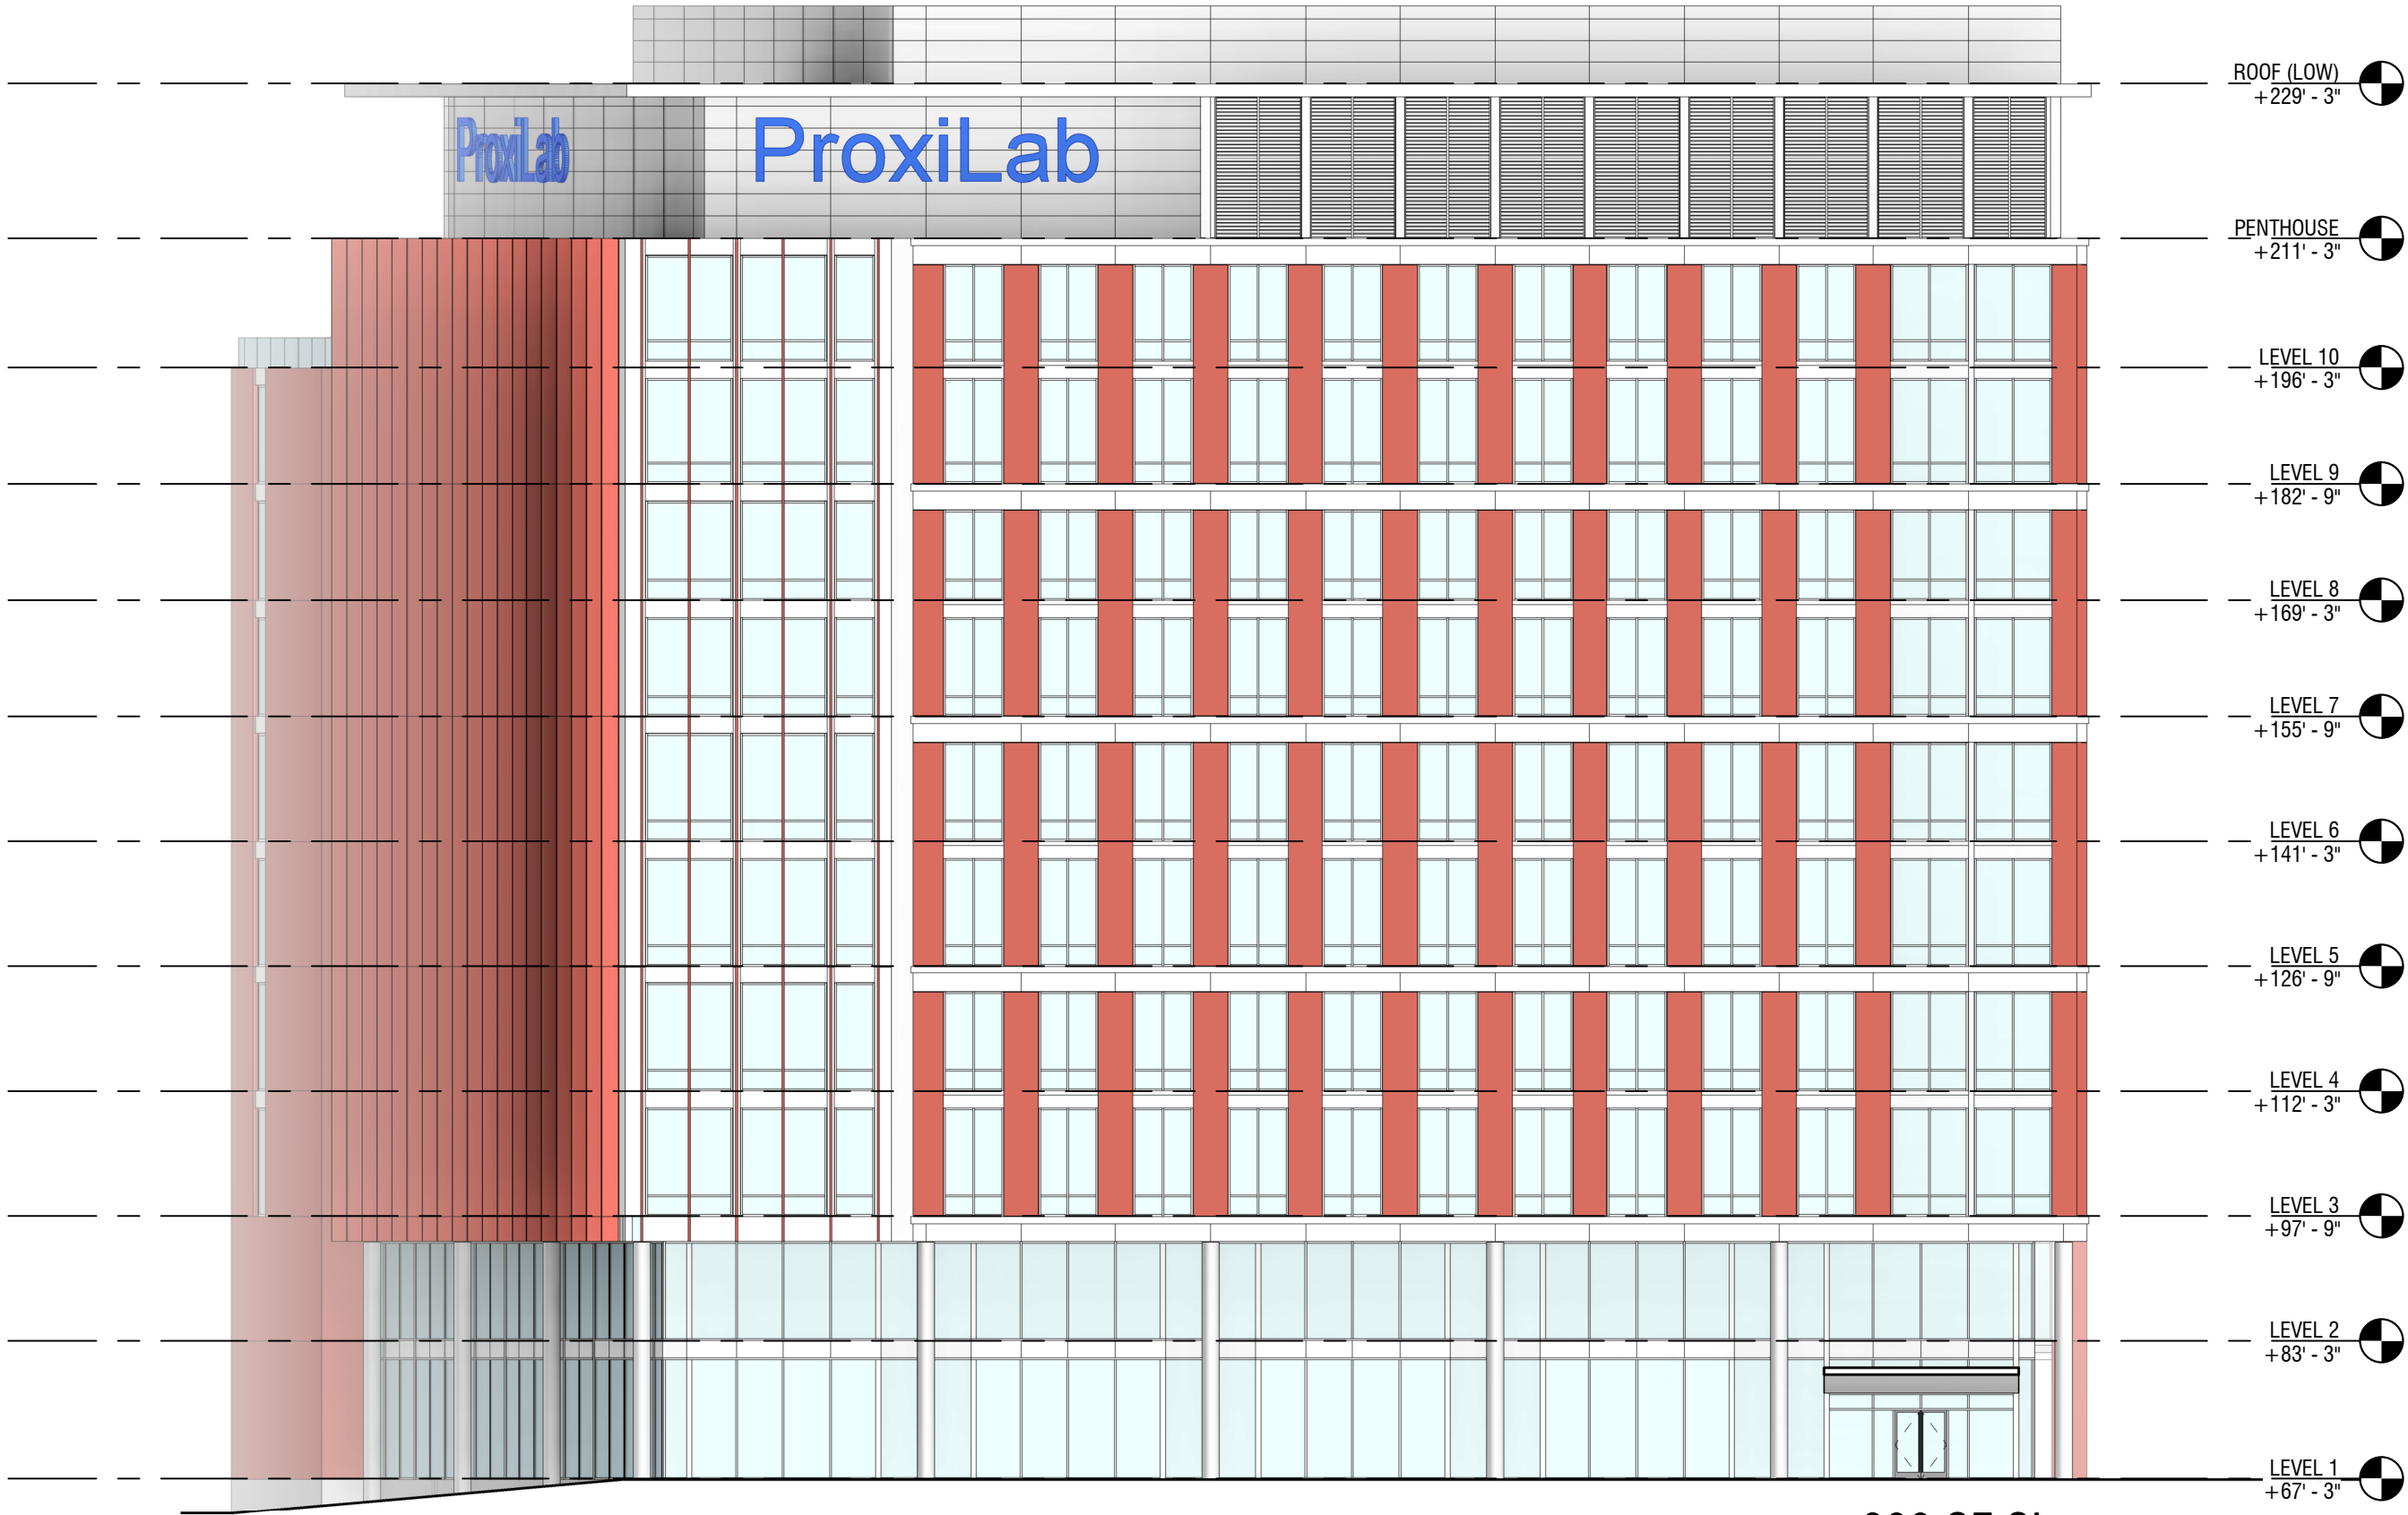 ROOF (LOW)
+229' - 3"
ProxiLab
ProxiLab
PENTHOUSE
+211' - 3"
LEVEL 10
+196' - 3"
LEVEL 9
+182' - 9"
LEVEL 8
+169' - 3"
LEVEL 7
+155' - 9"
LEVEL 6
+141' - 3"
LEVEL 5
+126' - 9"
LEVEL 4
+112' - 3"
LEVEL 3
+97' - 9"
LEVEL 2
+83' - 3"
LEVEL 1
+67' - 3"